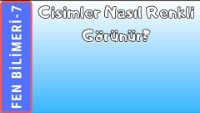 FEN BİLİMERİ-7
Cisimler Nasıl Renkli
Görünür?